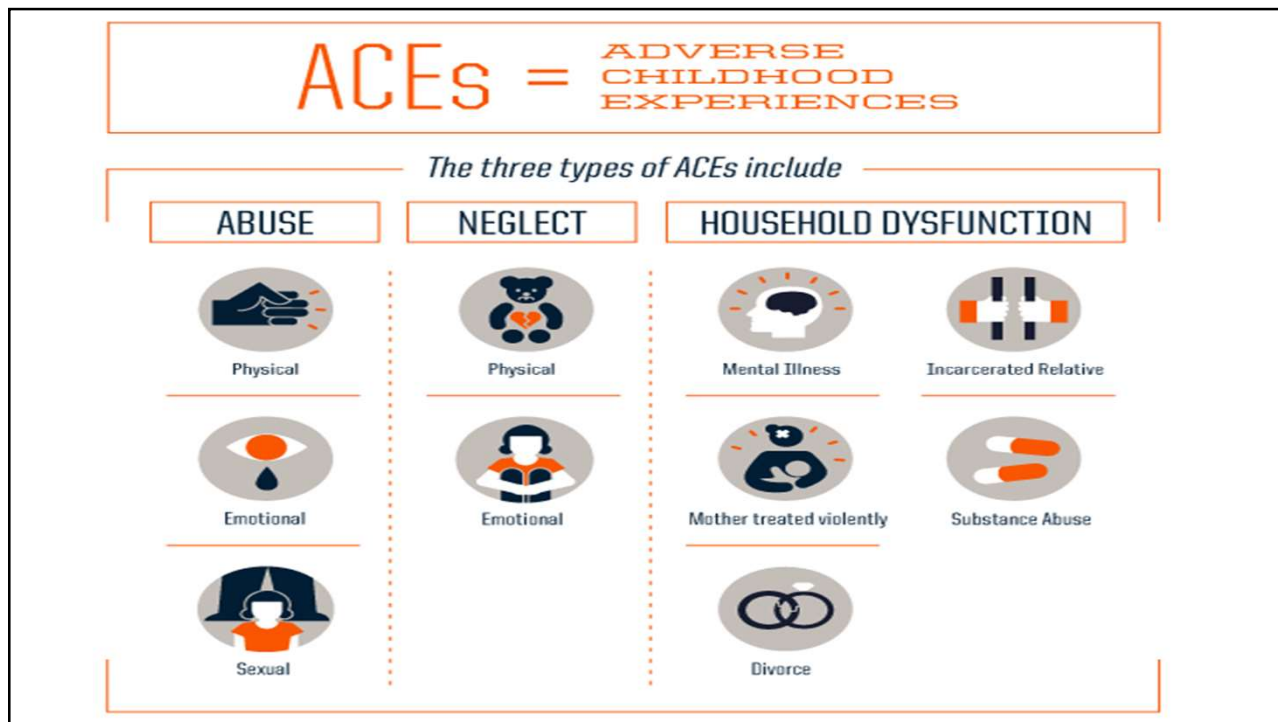 ACEs = ADVERSE
CHILDHOOD
EXPERIENCES
The three types of ACEs include
ABUSE
Physical
Emotional
Sexual
NEGLECT
Physical
Emotional
HOUSEHOLD DYSFUNCTION
Mental Illness
Incarcerated Relative
Mother treated violently
Substance Abuse
Divorce